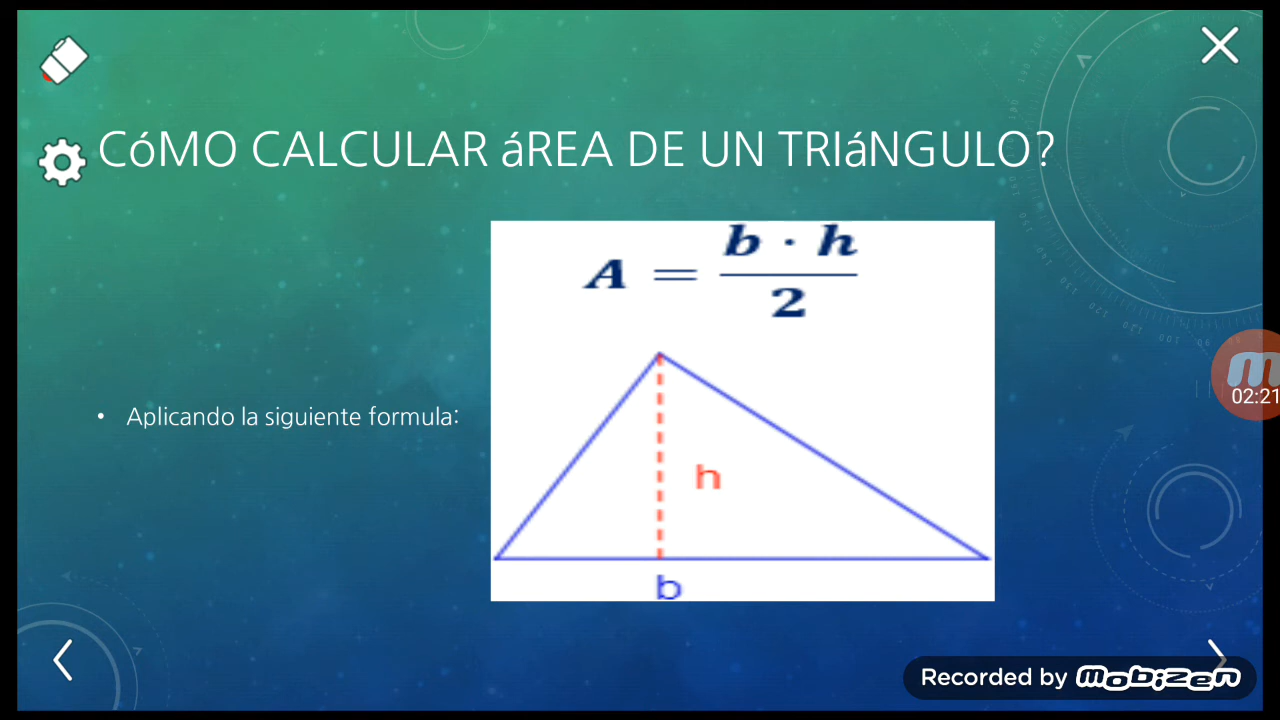 CóMO CALCULAR áREA DE UN TRIáNGULO?
A = b · h / 2
• Aplicando la siguiente formula:
h
b
02:21
Recorded by mobizen